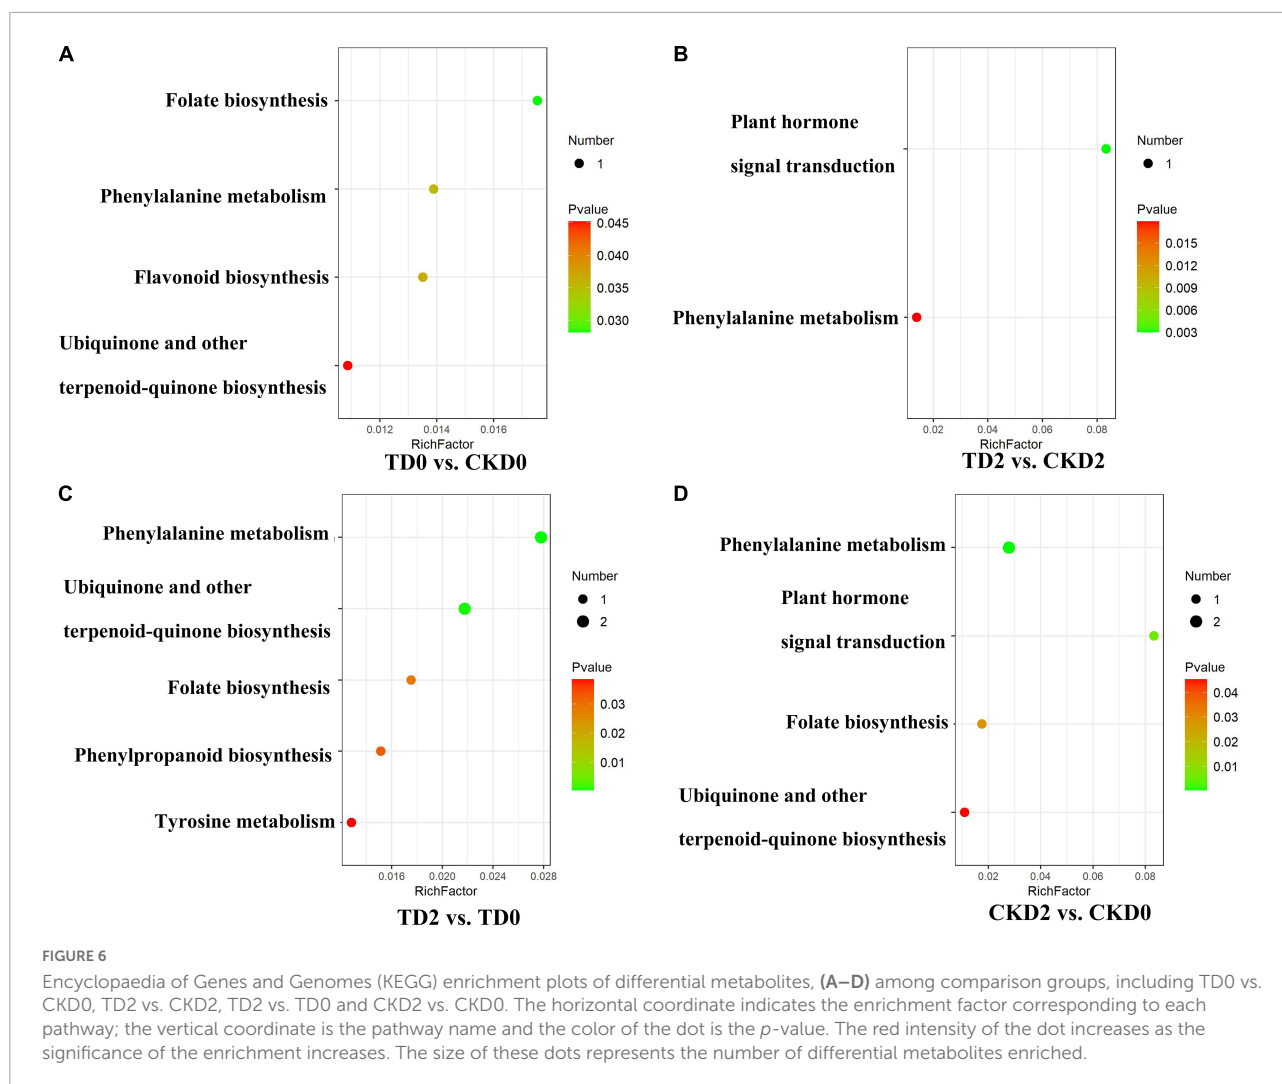 A
Folate biosynthesis
Phenylalanine metabolism
Flavonoid biosynthesis
Ubiquinone and other
terpenoid-quinone biosynthesis
0.012 0.014 0.016
RichFactor
TD0 vs. CKD0
Number
1
Pvalue
0.045
0.040
0.035
0.030
B
Plant hormone
signal transduction
Phenylalanine metabolism
0.02 0.04 0.06 0.08
RichFactor
TD2 vs. CKD2
Number
1
Pvalue
0.015
0.012
0.009
0.006
0.003
C
Phenylalanine metabolism
Ubiquinone and other
terpenoid-quinone biosynthesis
Folate biosynthesis
Phenylpropanoid biosynthesis
Tyrosine metabolism
0.016 0.020 0.024 0.028
RichFactor
TD2 vs. TD0
Number
1
2
Pvalue
0.03
0.02
0.01
D
Phenylalanine metabolism
Plant hormone
signal transduction
Folate biosynthesis
Ubiquinone and other
terpenoid-quinone biosynthesis
0.02 0.04 0.06 0.08
RichFactor
CKD2 vs. CKD0
Number
1
2
Pvalue
0.04
0.03
0.02
0.01
FIGURE 6
Encyclopaedia of Genes and Genomes (KEGG) enrichment plots of differential metabolites, (A–D) among comparison groups, including TD0 vs.
CKD0, TD2 vs. CKD2, TD2 vs. TD0 and CKD2 vs. CKD0. The horizontal coordinate indicates the enrichment factor corresponding to each
pathway; the vertical coordinate is the pathway name and the color of the dot is the p-value. The red intensity of the dot increases as the
significance of the enrichment increases. The size of these dots represents the number of differential metabolites enriched.